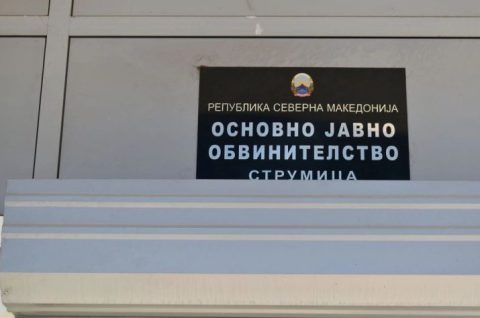 РЕПУБЛИКА СЕВЕРНА МАКЕДОНИЈА
ОСНОВНО ЈАВНО
ОБВИНИТЕЛСТВО
СТРУМИЦА